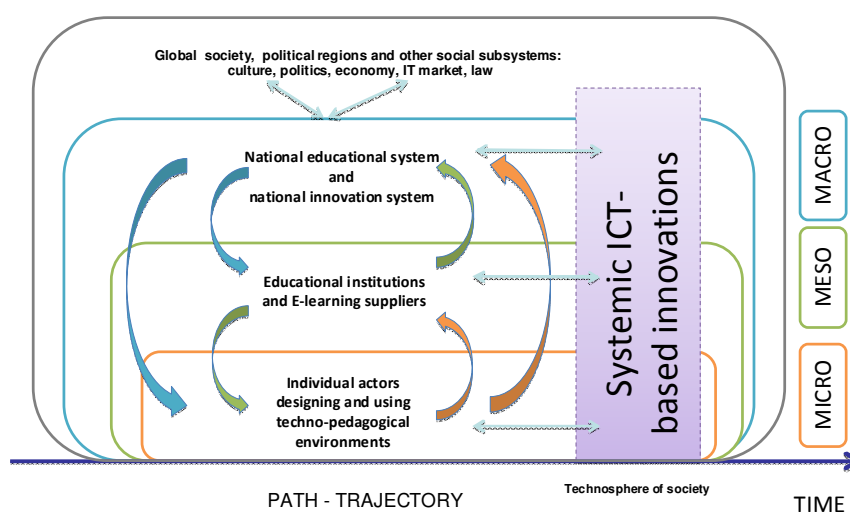 Global society, political regions and other social subsystems:
culture, politics, economy, IT market, law
National educational system
and
national innovation system
Educational institutions
and E-learning suppliers
Individual actors
designing and using
techno-pedagogical
environments
Systemic ICT-
based innovations
MACRO
MESO
MICRO
PATH - TRAJECTORY
Technosphere of society
TIME